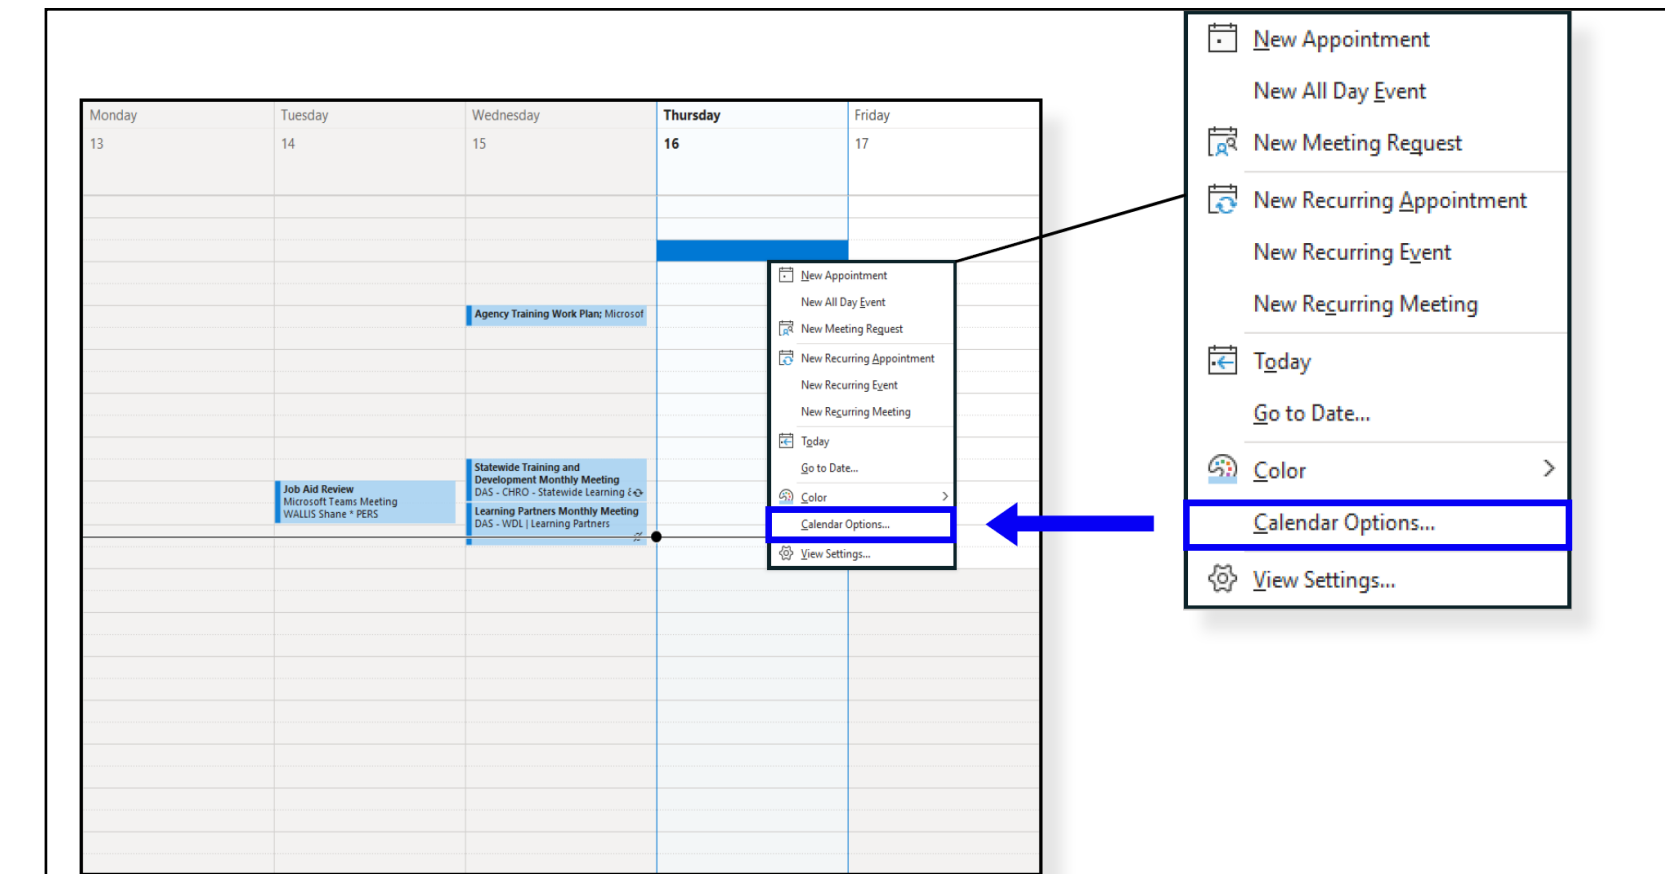 Monday
Tuesday
Wednesday
Thursday
Friday
13
14
15
16
17
Agency Training Work Plan; Microsof
Statewide Training and
Development Monthly Meeting
DAS - CHRO - Statewide Learning &
Learning Partners Monthly Meeting
DAS - WDL | Learning Partners
Job Aid Review
Microsoft Teams Meeting
WALLIS Shane * PERS
New Appointment
New All Day Event
New Meeting Request
New Recurring Appointment
New Recurring Event
New Recurring Meeting
Today
Go to Date...
Color
Calendar Options...
View Settings...
New Appointment
New All Day Event
New Meeting Request
New Recurring Appointment
New Recurring Event
New Recurring Meeting
Today
Go to Date...
Color
Calendar Options...
View Settings...